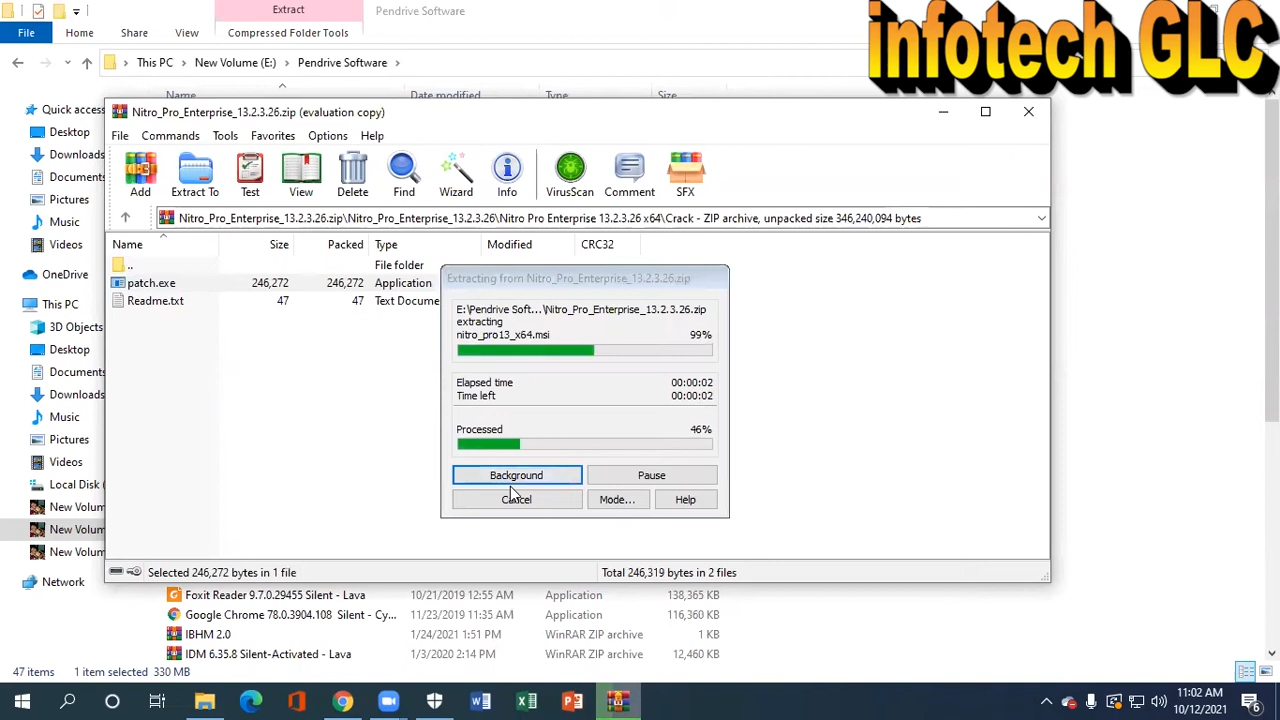 Extract
Pendrive Software
infotech GLC
File
Home
Share
View
Compressed Folder Tools
This PC
New Volume (E:)
Pendrive Software
Date modified
Type
Size
Quick access
Desktop
Downloads
Documents
Pictures
Music
Videos
OneDrive
This PC
3D Objects
Desktop
Documents
Downloads
Music
Pictures
Videos
Local Disk
New Volum
New Volum
New Volum
Network
Nitro_Pro_Enterprise_13.2.3.26.zip (evaluation copy)
File Commands Tools Favorites Options Help
Add Extract To Test View Delete Find Wizard Info VirusScan Comment SFX
Nitro_Pro_Enterprise_13.2.3.26.zip\Nitro_Pro_Enterprise_13.2.3.26\Nitro Pro Enterprise 13.2.3.26 x64\Crack - ZIP archive, unpacked size 346,240,094 bytes
Name Size Packed Type Modified CRC32
.. File folder
patch.exe 246,272 246,272 Application
Readme.txt 47 47 Text Docume
Extracting from Nitro_Pro_Enterprise_13.2.3.26.zip
E:\Pendrive Soft...\Nitro_Pro_Enterprise_13.2.3.26.zip
extracting
nitro_pro13_x64.msi 99%
Elapsed time 00:00:02
Time left 00:00:02
Processed 46%
Background Pause
Cancel Mode... Help
Selected 246,272 bytes in 1 file Total 246,319 bytes in 2 files
Foxit Reader 9.7.0.29455 Silent - Lava 10/21/2019 12:55 AM Application 138,365 KB
Google Chrome 78.0.3904.108 Silent - Cy... 11/23/2019 11:35 AM Application 116,360 KB
IBHM 2.0 1/24/2021 1:51 PM WinRAR ZIP archive 1 KB
IDM 6.35.8 Silent-Activated - Lava 1/3/2020 2:14 PM WinRAR ZIP archive 12,460 KB
47 items 1 item selected 330 MB
11:02 AM
10/12/2021
6